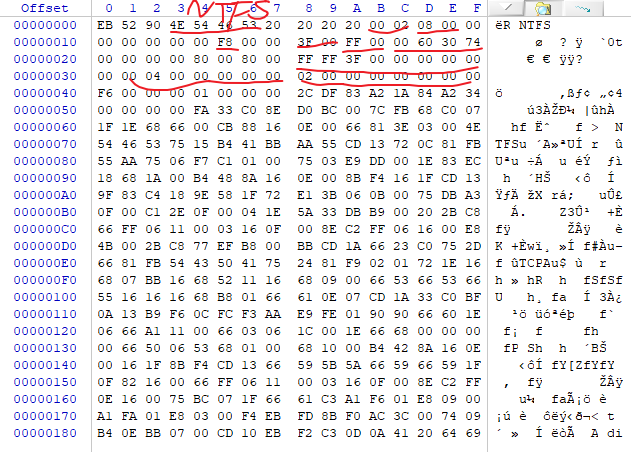 NTFS
Offset 0 1 2 3 4 5 6 7 8 9 A B C D E F
00000000 EB 52 90 4E 54 46 53 20 20 20 20 00 02 08 00 00 ëR NTFS
00000010 00 00 00 00 00 F8 00 00 3F 00 FF 00 00 60 30 74 ø ? ÿ `0t
00000020 00 00 00 00 80 00 80 00 FF FF 3F 00 00 00 00 00 € € ÿÿ?
00000030 00 00 04 00 00 00 00 00 02 00 00 00 00 00 00 00
00000040 F6 00 00 00 01 00 00 00 2C DF 83 A2 1A 84 A2 34 ö ,ßƒ¢ „¢4
00000050 00 00 00 00 FA 33 C0 8E D0 BC 00 7C FB 68 C0 07 ú3ÀŽÐ¼ |ûhÀ
00000060 1F 1E 68 66 00 CB 88 16 0E 00 66 81 3E 03 00 4E hf Ëˆ f > N
00000070 54 46 53 75 15 B4 41 BB AA 55 CD 13 72 0C 81 FB TFSu ´A»ªUÍ r û
00000080 55 AA 75 06 F7 C1 01 00 75 03 E9 DD 00 1E 83 EC Uªu ÷Á u éÝ ƒì
00000090 18 68 1A 00 B4 48 8A 16 0E 00 8B F4 16 1F CD 13 h ´HŠ ‹ô Í
000000A0 9F 83 C4 18 9E 58 1F 72 E1 3B 06 0B 00 75 DB A3 ŸƒÄ žX rá; uÛ£
000000B0 0F 00 C1 2E 0F 00 04 1E 5A 33 DB B9 00 20 2B C8 Á. Z3Û¹ +È
000000C0 66 FF 06 11 00 03 16 0F 00 8E C2 FF 06 16 00 E8 fÿ ŽÂÿ è
000000D0 4B 00 2B C8 77 EF B8 00 BB CD 1A 66 23 C0 75 2D K +Èwï¸ »Í f#Àu-
000000E0 66 81 FB 54 43 50 41 75 24 81 F9 02 01 72 1E 16 f ûTCPAu$ ù r
000000F0 68 07 BB 16 68 52 11 16 68 09 00 66 53 66 53 66 h » hR h fSfSf
00000100 55 16 16 16 68 B8 01 66 61 0E 07 CD 1A 33 C0 BF U h¸ fa Í 3À¿
00000110 0A 13 B9 F6 0C FC F3 AA E9 FE 01 90 90 66 60 1E ¹ö üóªéþ f`
00000120 06 66 A1 11 00 66 03 06 1C 00 1E 66 68 00 00 00 f¡ f fh
00000130 00 66 50 06 53 68 01 00 68 10 00 B4 42 8A 16 0E fP Sh h ´BŠ
00000140 00 16 1F 8B F4 CD 13 66 59 5B 5A 66 59 66 59 1F ‹ôÍ fY[ZfYfY
00000150 0F 82 16 00 66 FF 06 11 00 03 16 0F 00 8E C2 FF ‚ fÿ ŽÂÿ
00000160 0E 16 00 75 BC 07 1F 66 61 C3 A1 F6 01 E8 09 00 u¼ faÃ¡ö è
00000170 A1 FA 01 E8 03 00 F4 EB FD 8B F0 AC 3C 00 74 09 ¡ú è ôëý‹ð¬< t
00000180 B4 0E BB 07 00 CD 10 EB F2 C3 0D 0A 41 20 64 69 ´ » Í ëòÃ A di